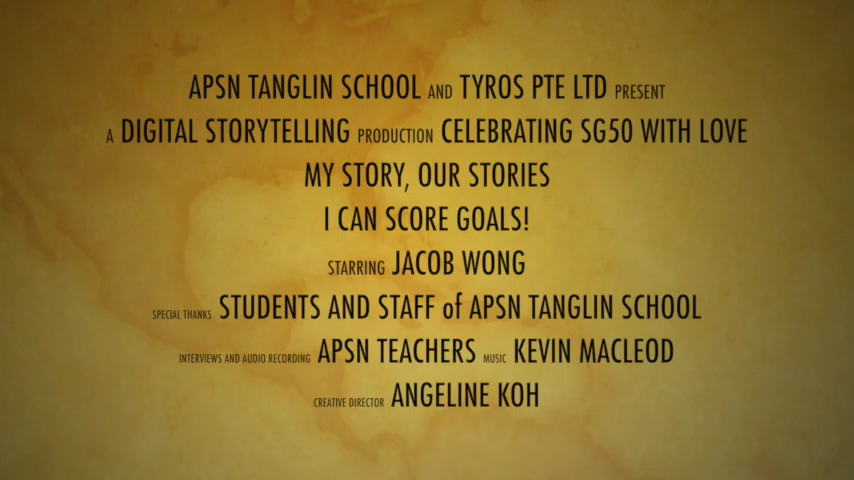 APSN TANGLIN SCHOOL AND TYROS PTE LTD PRESENT
A DIGITAL STORYTELLING PRODUCTION CELEBRATING SG50 WITH LOVE
MY STORY, OUR STORIES
I CAN SCORE GOALS!
STARRING JACOB WONG
SPECIAL THANKS STUDENTS AND STAFF of APSN TANGLIN SCHOOL
INTERVIEWS AND AUDIO RECORDING APSN TEACHERS MUSIC KEVIN MACLEOD
CREATIVE DIRECTOR ANGELINE KOH